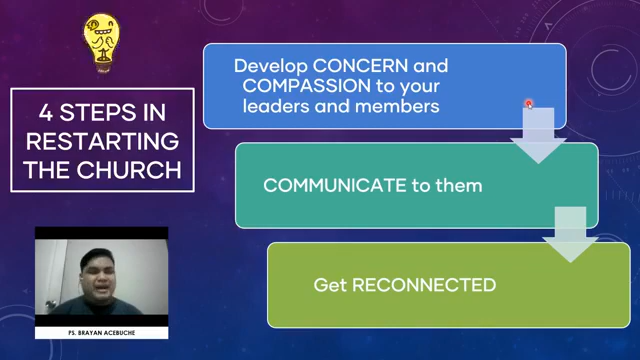 4 STEPS IN
RESTARTING
THE CHURCH
Develop CONCERN and
COMPASSION to your
leaders and members
COMMUNICATE to them
Get RECONNECTED
PS. BRAYAN ACEBUCHE